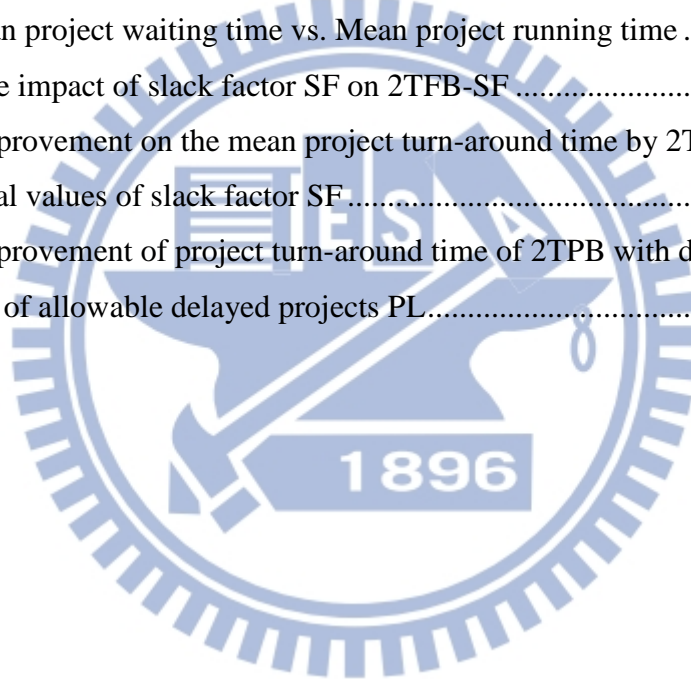 n project waiting time vs. Mean project running time .
e impact of slack factor SF on 2TFB-SF ......................
provement on the mean project turn-around time by 2T
al values of slack factor SF...........................................
provement of project turn-around time of 2TPB with d
of allowable delayed projects PL.................................
E S A
1896